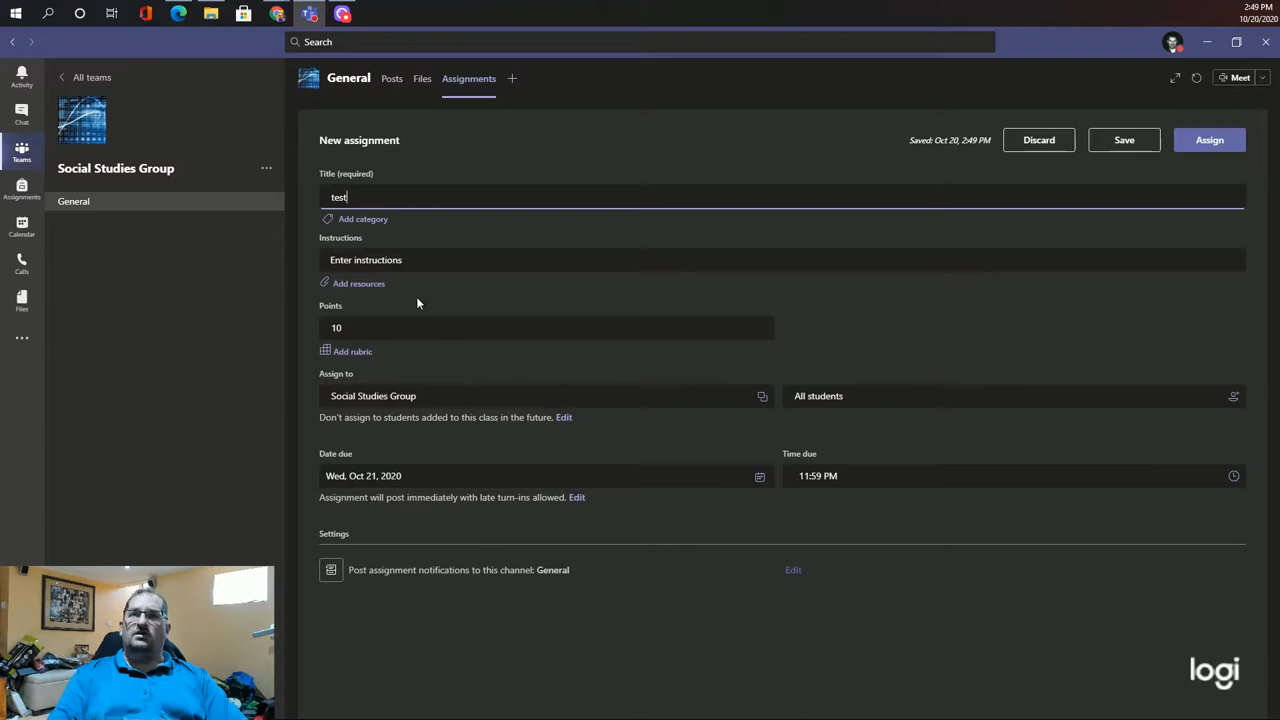 2:49 PM
10/20/2020
Search
Activity
Chat
Teams
Assignments
Calendar
Calls
Files
All teams
Social Studies Group
General
General
Posts
Files
Assignments
Meet
New assignment
Saved: Oct 20, 2:49 PM
Discard
Save
Assign
Title (required)
test
Add category
Instructions
Enter instructions
Add resources
Points
10
Add rubric
Assign to
Social Studies Group
All students
Don't assign to students added to this class in the future. Edit
Date due
Time due
Wed, Oct 21, 2020
11:59 PM
Assignment will post immediately with late turn-ins allowed. Edit
Settings
Post assignment notifications to this channel: General
Edit
logi